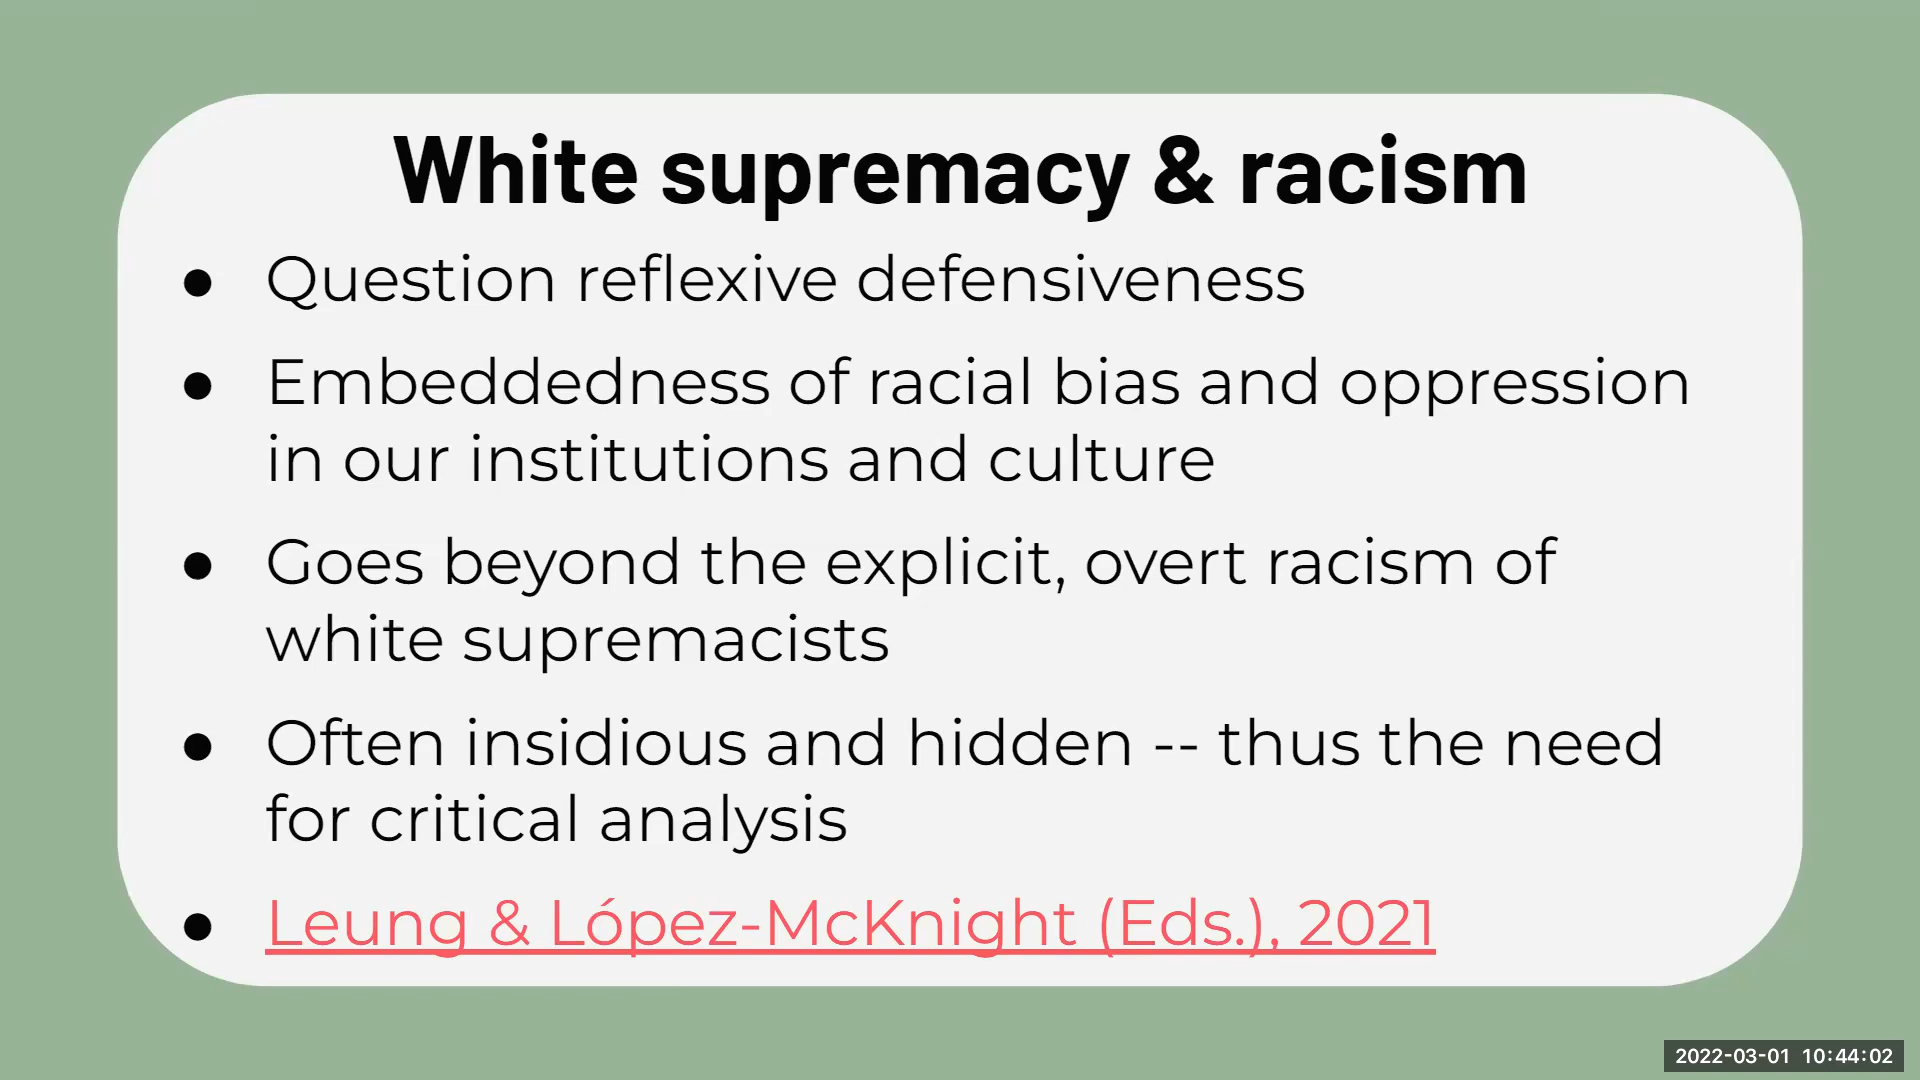 White supremacy & racism
● Question reflexive defensiveness
● Embeddedness of racial bias and oppression
in our institutions and culture
● Goes beyond the explicit, overt racism of
white supremacists
● Often insidious and hidden -- thus the need
for critical analysis
● Leung & López-McKnight (Eds.), 2021
2022-03-01 10:44:02